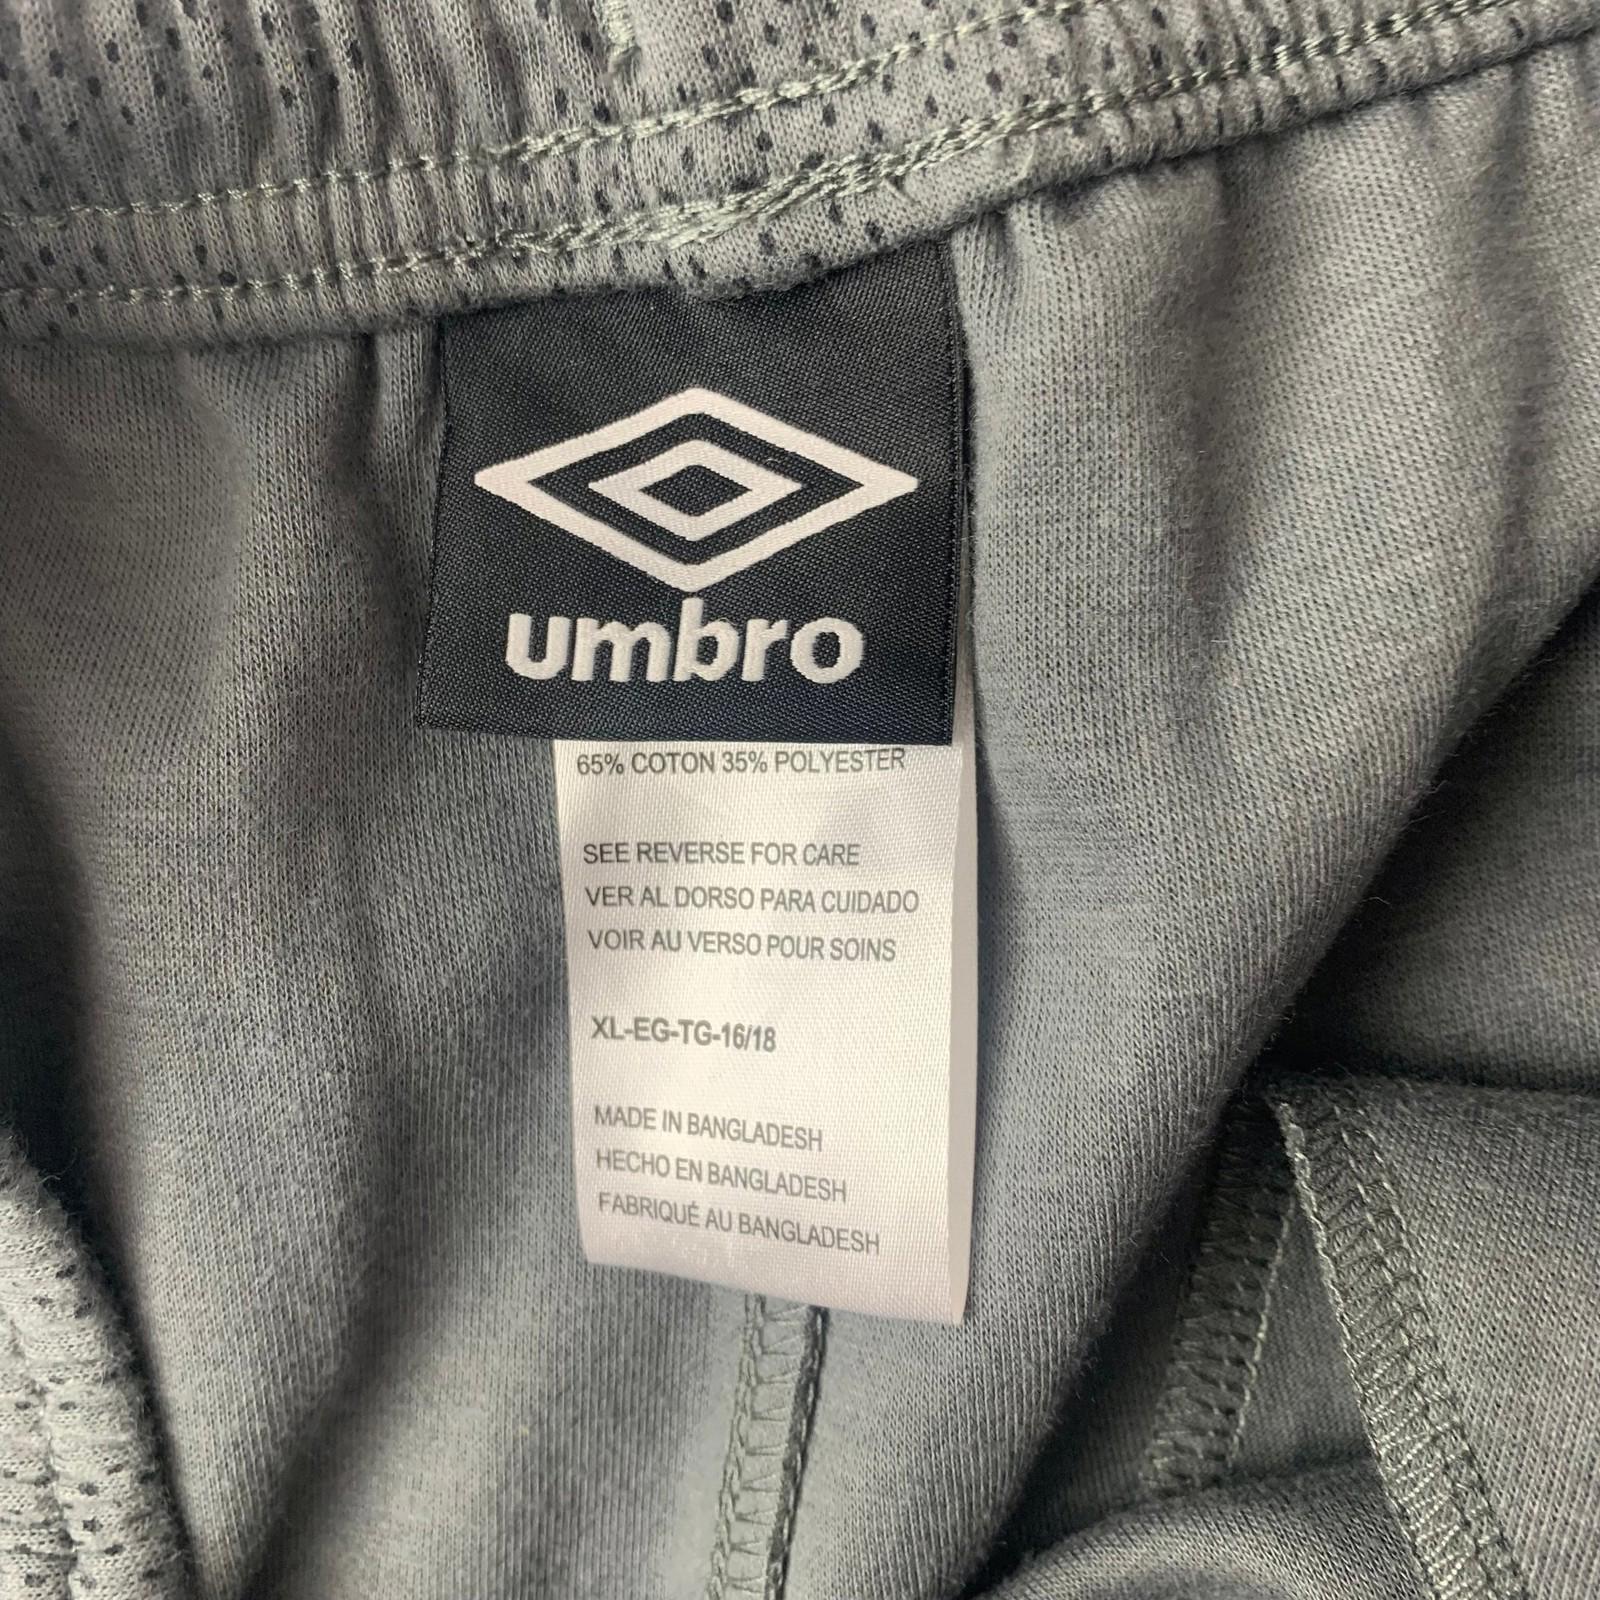 umbro
65% COTON 35% POLYESTER
SEE REVERSE FOR CARE
VER AL DORSO PARA CUIDADO
VOIR AU VERSO POUR SOINS
XL-EG-TG-16/18
MADE IN BANGLADESH
HECHO EN BANGLADESH
FABRIQUÉ AU BANGLADESH